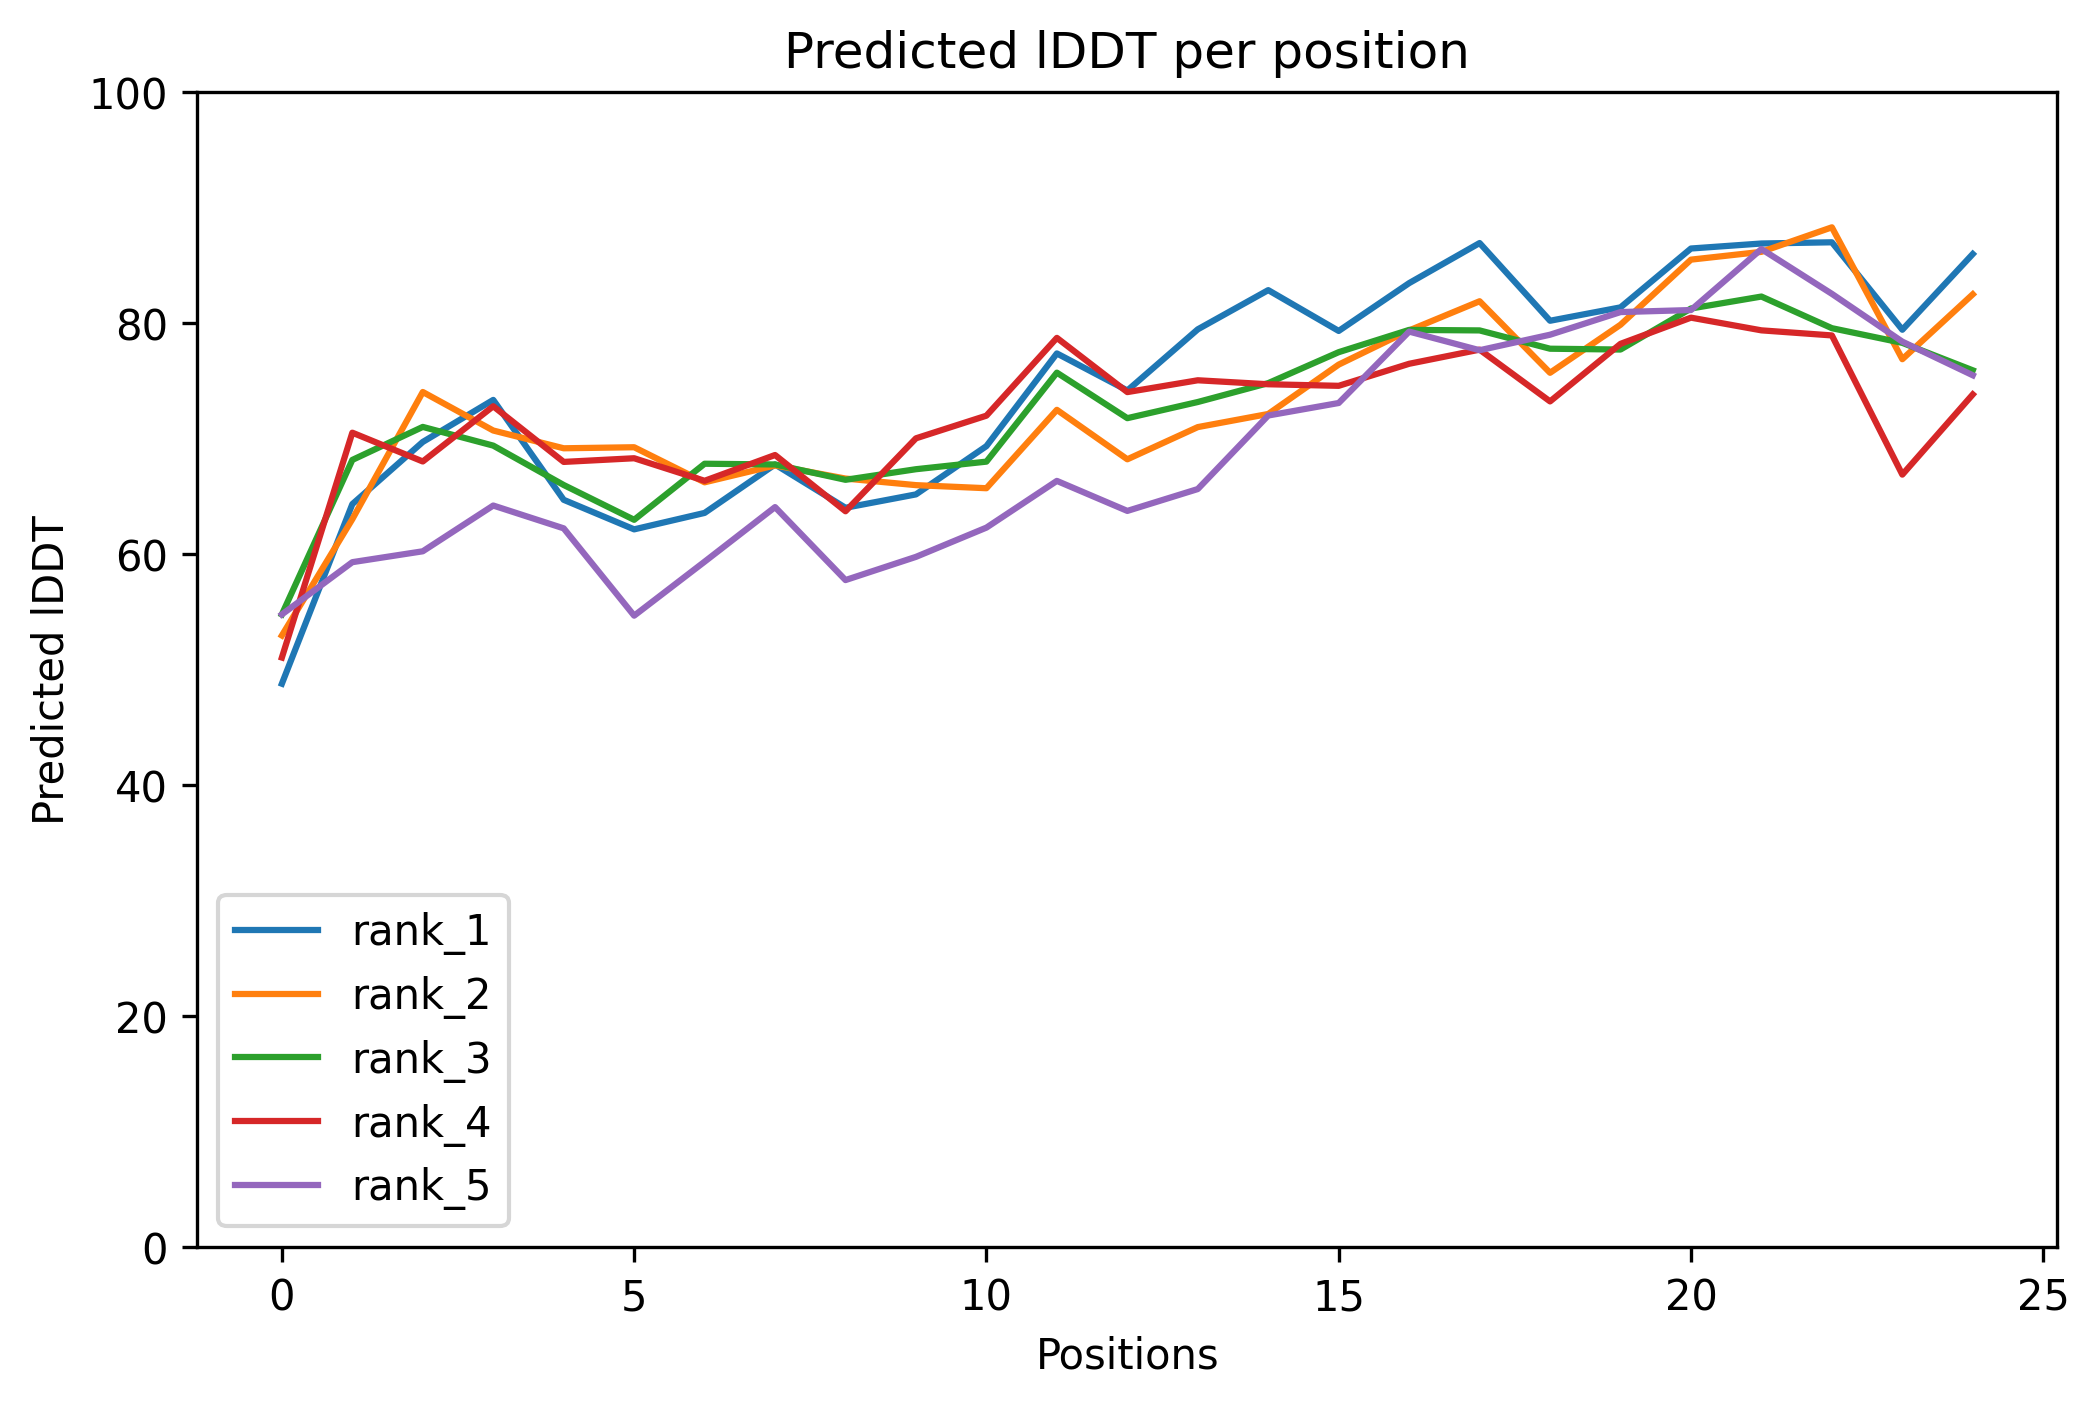 Predicted lDDT per position
100
80
60
40
20
0
Predicted lDDT
rank_1
rank_2
rank_3
rank_4
rank_5
0 5 10 15 20 25
Positions